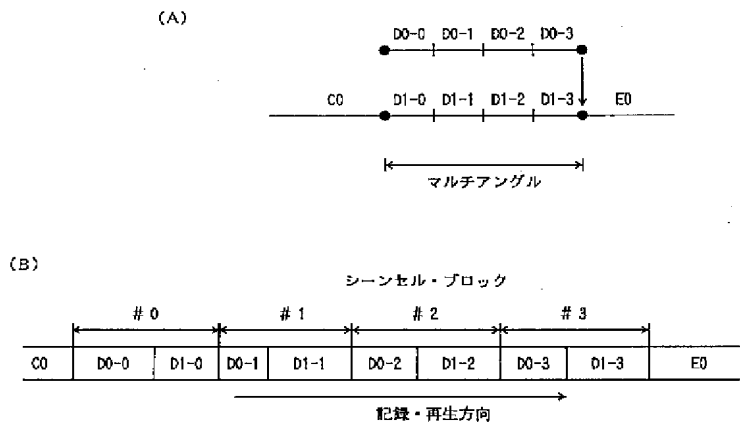 (A)
D0-0 D0-1 D0-2 D0-3
C0 D1-0 D1-1 D1-2 D1-3 E0
マルチアングル
(B)
シーンセル・ブロック
#0 #1 #2 #3
C0 D0-0 D1-0 D0-1 D1-1 D0-2 D1-2 D0-3 D1-3 E0
記録・再生方向